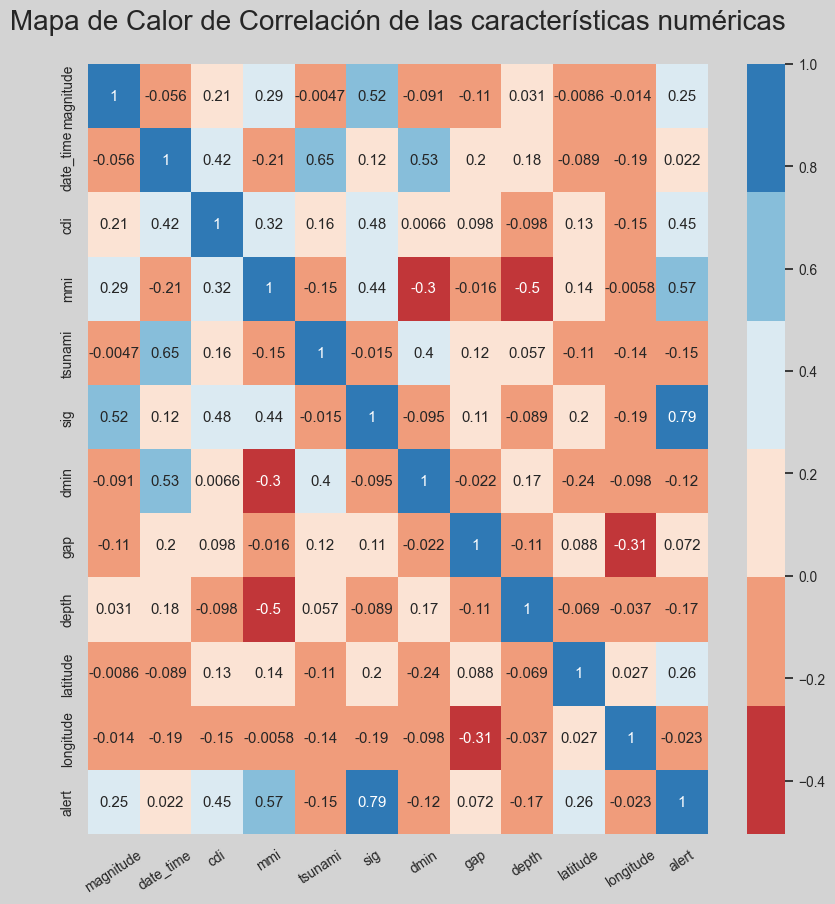 Mapa de Calor de Correlación de las características numéricas
magnitude 1 -0.056 0.21 0.29 -0.0047 0.52 -0.091 -0.11 0.031 -0.0086 -0.014 0.25
date_time -0.056 1 0.42 -0.21 0.65 0.12 0.53 0.2 0.18 -0.089 -0.19 0.022
cdi 0.21 0.42 1 0.32 0.16 0.48 0.0066 0.098 -0.098 0.13 -0.15 0.45
mmi 0.29 -0.21 0.32 1 -0.15 0.44 -0.3 -0.016 -0.5 0.14 -0.0058 0.57
tsunami -0.0047 0.65 0.16 -0.15 1 -0.015 0.4 0.12 0.057 -0.11 -0.14 -0.15
sig 0.52 0.12 0.48 0.44 -0.015 1 -0.095 0.11 -0.089 0.2 -0.19 0.79
dmin -0.091 0.53 0.0066 -0.3 0.4 -0.095 1 -0.022 0.17 -0.24 -0.098 -0.12
gap -0.11 0.2 0.098 -0.016 0.12 0.11 -0.022 1 -0.11 0.088 -0.31 0.072
depth 0.031 0.18 -0.098 -0.5 0.057 -0.089 0.17 -0.11 1 -0.069 -0.037 -0.17
latitude -0.0086 -0.089 0.13 0.14 -0.11 0.2 -0.24 0.088 -0.069 1 0.027 0.26
longitude -0.014 -0.19 -0.15 -0.0058 -0.14 -0.19 -0.098 -0.31 -0.037 0.027 1 -0.023
alert 0.25 0.022 0.45 0.57 -0.15 0.79 -0.12 0.072 -0.17 0.26 -0.023 1
magnitude date_time cdi mmi tsunami sig dmin gap depth latitude longitude alert
1.0
0.8
0.6
0.4
0.2
0.0
−0.2
−0.4